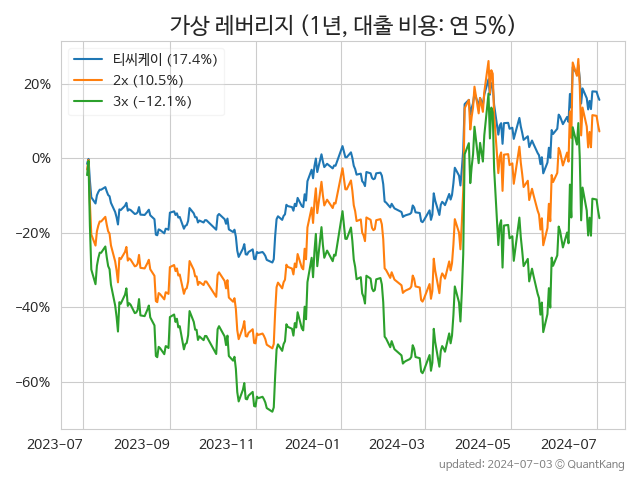 가상 레버리지 (1년, 대출 비용: 연 5%)
티씨케이 (17.4%)
2x (10.5%)
3x (−12.1%)
20%
0%
−20%
−40%
−60%
2023-07
2023-09
2023-11
2024-01
2024-03
2024-05
2024-07
updated: 2024-07-03 © QuantKang